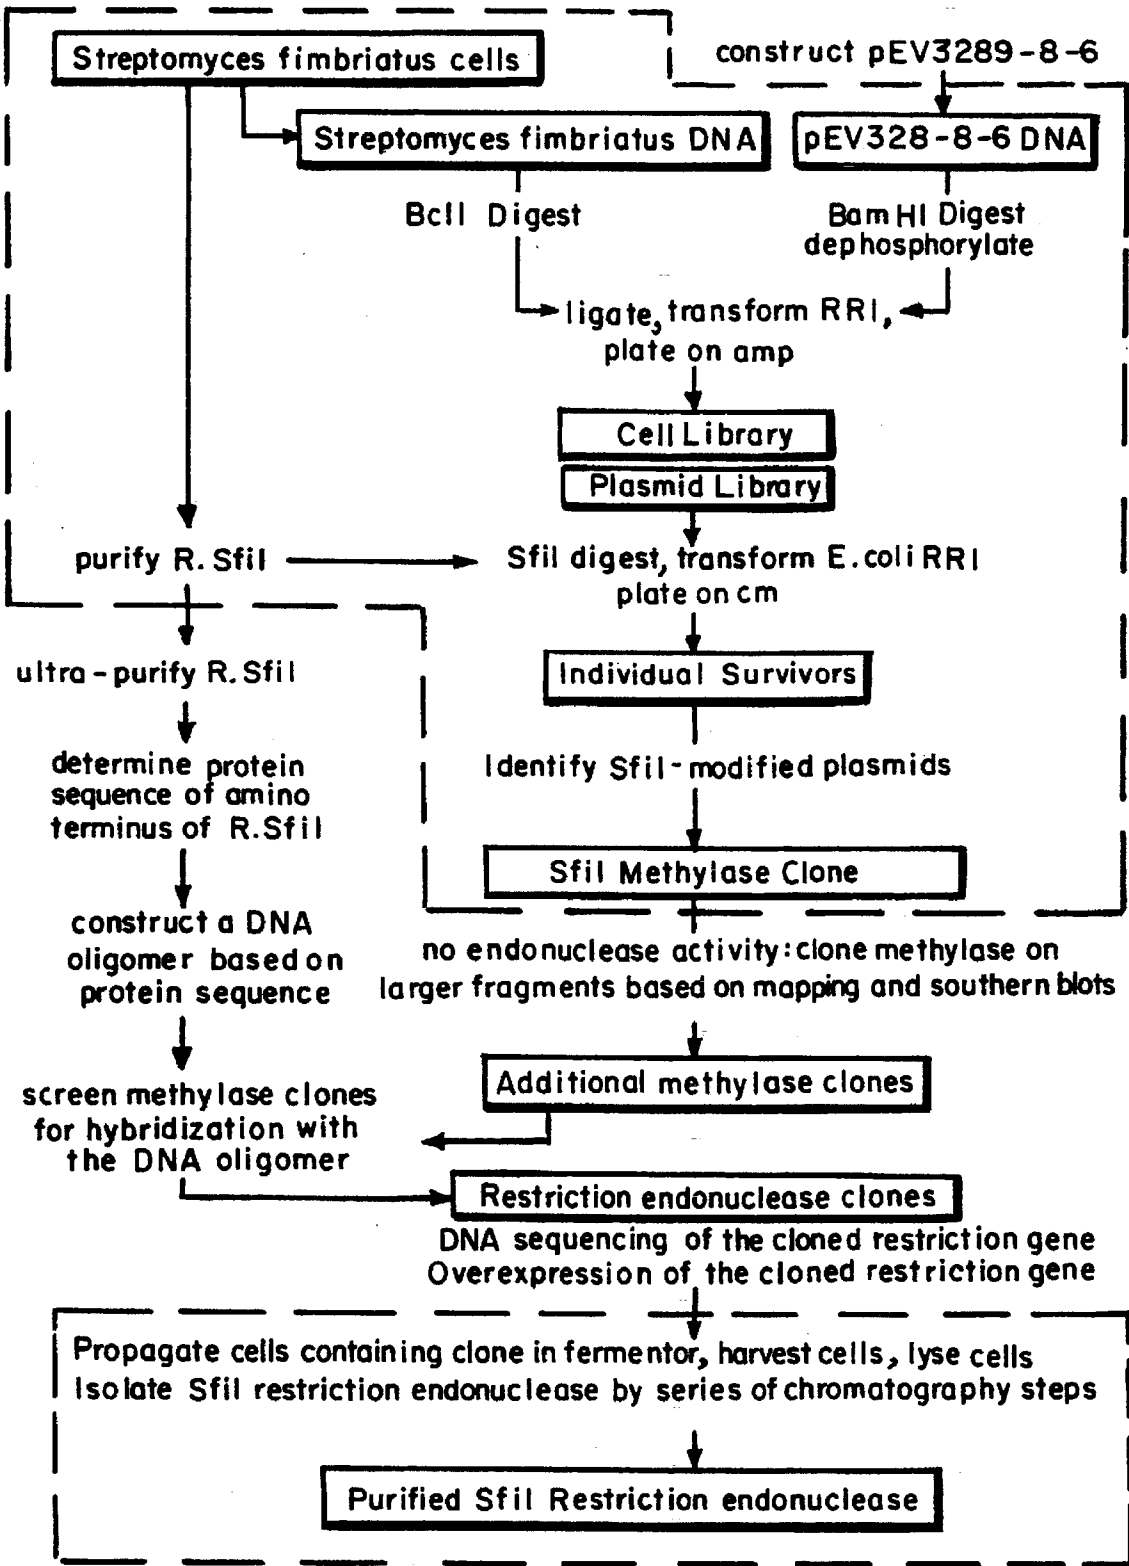 Streptomyces fimbriatus cells
construct pEV3289-8-6
Streptomyces fimbriatus DNA
pEV328-8-6 DNA
BclI Digest
BamHI Digest
dephosphorylate
ligate, transform RRI,
plate on amp
Cell Library
Plasmid Library
purify R. SfiI
SfiI digest, transform E. coli RRI
plate on cm
ultra-purify R. SfiI
Individual Survivors
determine protein
sequence of amino
terminus of R. SfiI
Identify SfiI-modified plasmids
SfiI Methylase Clone
construct a DNA
oligomer based on
protein sequence
no endonuclease activity: clone methylase on
larger fragments based on mapping and southern blots
Additional methylase clones
screen methylase clones
for hybridization with
the DNA oligomer
Restriction endonuclease clones
DNA sequencing of the cloned restriction gene
Overexpression of the cloned restriction gene
Propagate cells containing clone in fermentor, harvest cells, lyse cells
Isolate SfiI restriction endonuclease by series of chromatography steps
Purified SfiI Restriction endonuclease